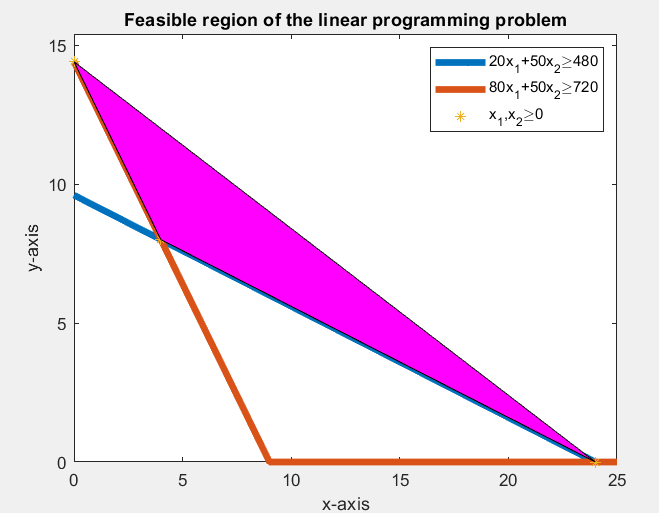 Feasible region of the linear programming problem
15
10
5
0
y-axis
20x₁+50x₂≥480
80x₁+50x₂≥720
x₁,x₂≥0
0 5 10 15 20 25
x-axis